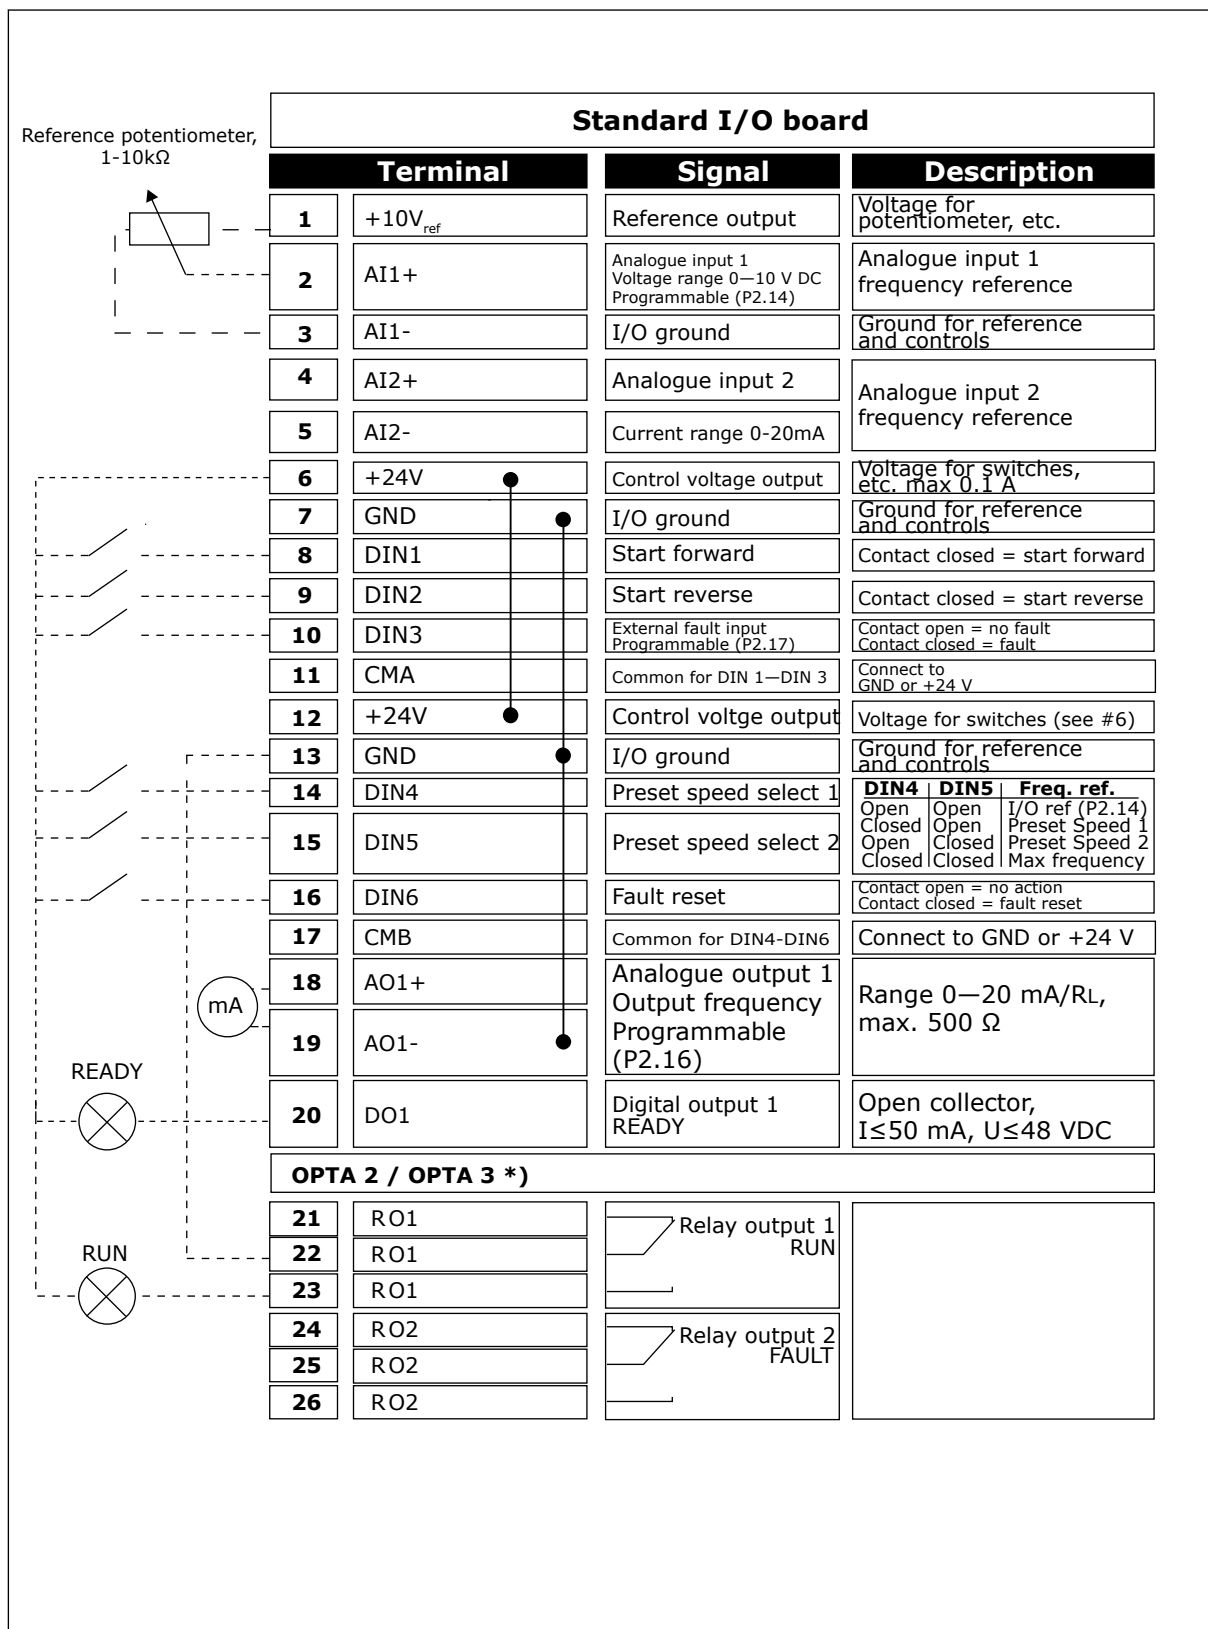 Standard I/O board
Reference potentiometer,
1-10kΩ
Terminal Signal Description
1 +10Vref Reference output Voltage for
potentiometer, etc.
2 AI1+ Analogue input 1
Voltage range 0—10 V DC
Programmable (P2.14)
Analogue input 1
frequency reference
3 AI1- I/O ground Ground for reference
and controls
4 AI2+ Analogue input 2
Analogue input 2
frequency reference
5 AI2- Current range 0-20mA
6 +24V Control voltage output Voltage for switches,
etc. max 0.1 A
7 GND I/O ground Ground for reference
and controls
8 DIN1 Start forward Contact closed = start forward
9 DIN2 Start reverse Contact closed = start reverse
10 DIN3 External fault input
Programmable (P2.17)
Contact open = no fault
Contact closed = fault
11 CMA Common for DIN 1—DIN 3 Connect to
GND or +24 V
12 +24V Control voltge output Voltage for switches (see #6)
13 GND I/O ground Ground for reference
and controls
14 DIN4 Preset speed select 1
DIN4 DIN5 Freq. ref.
Open Open I/O ref (P2.14)
Closed Open Preset Speed 1
Open Closed Preset Speed 2
Closed Closed Max frequency
15 DIN5 Preset speed select 2
16 DIN6 Fault reset Contact open = no action
Contact closed = fault reset
17 CMB Common for DIN4-DIN6 Connect to GND or +24 V
mA
18 AO1+ Analogue output 1
Output frequency
Programmable
(P2.16)
Range 0—20 mA/RL,
max. 500 Ω
19 AO1-
READY
20 DO1 Digital output 1
READY
Open collector,
I≤50 mA, U≤48 VDC
OPTA 2 / OPTA 3 *)
21 RO1 Relay output 1
RUN
RUN
22 RO1
23 RO1
24 RO2 Relay output 2
FAULT
25 RO2
26 RO2